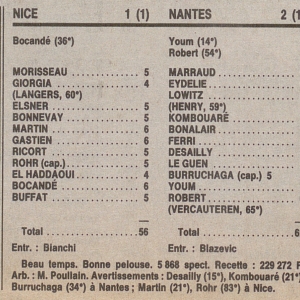 NICE 1 (1) NANTES 2 (
Bocandé (36e) Youm (14e)
Robert (54e)
MORISSEAU 5 MARRAUD
GIORGIA 4 EYDELIE
(LANGERS, 60e) LOWITZ
ELSNER 5 (HENRY, 59e)
BONNEVAY 5 KOMBOUARÉ
MARTIN 6 BONALAIR
GASTIEN 6 FERRI
RICORT 5 DESAILLY
ROHR (cap.) 5 LE GUEN
EL HADDAOUI 4 BURRUCHAGA (cap.) 5
BOCANDÉ 6 YOUM
BUFFAT 5 ROBERT
(VERCAUTEREN, 65e)
Total 56 Total 6
Entr. : Bianchi Entr. : Blazevic
Beau temps. Bonne pelouse. 5 868 spect. Recette : 229 272 F
Arb. : M. Poullain. Avertissements : Desailly (15e), Kombouaré (21e
Burruchaga (34e) à Nantes ; Martin (21e), Rohr (83e) à Nice.